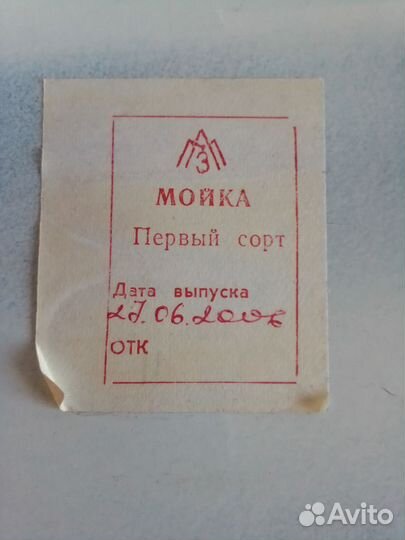 МОЙКА
Первый сорт
Дата выпуска
27.06.2006
ОТК
Avito